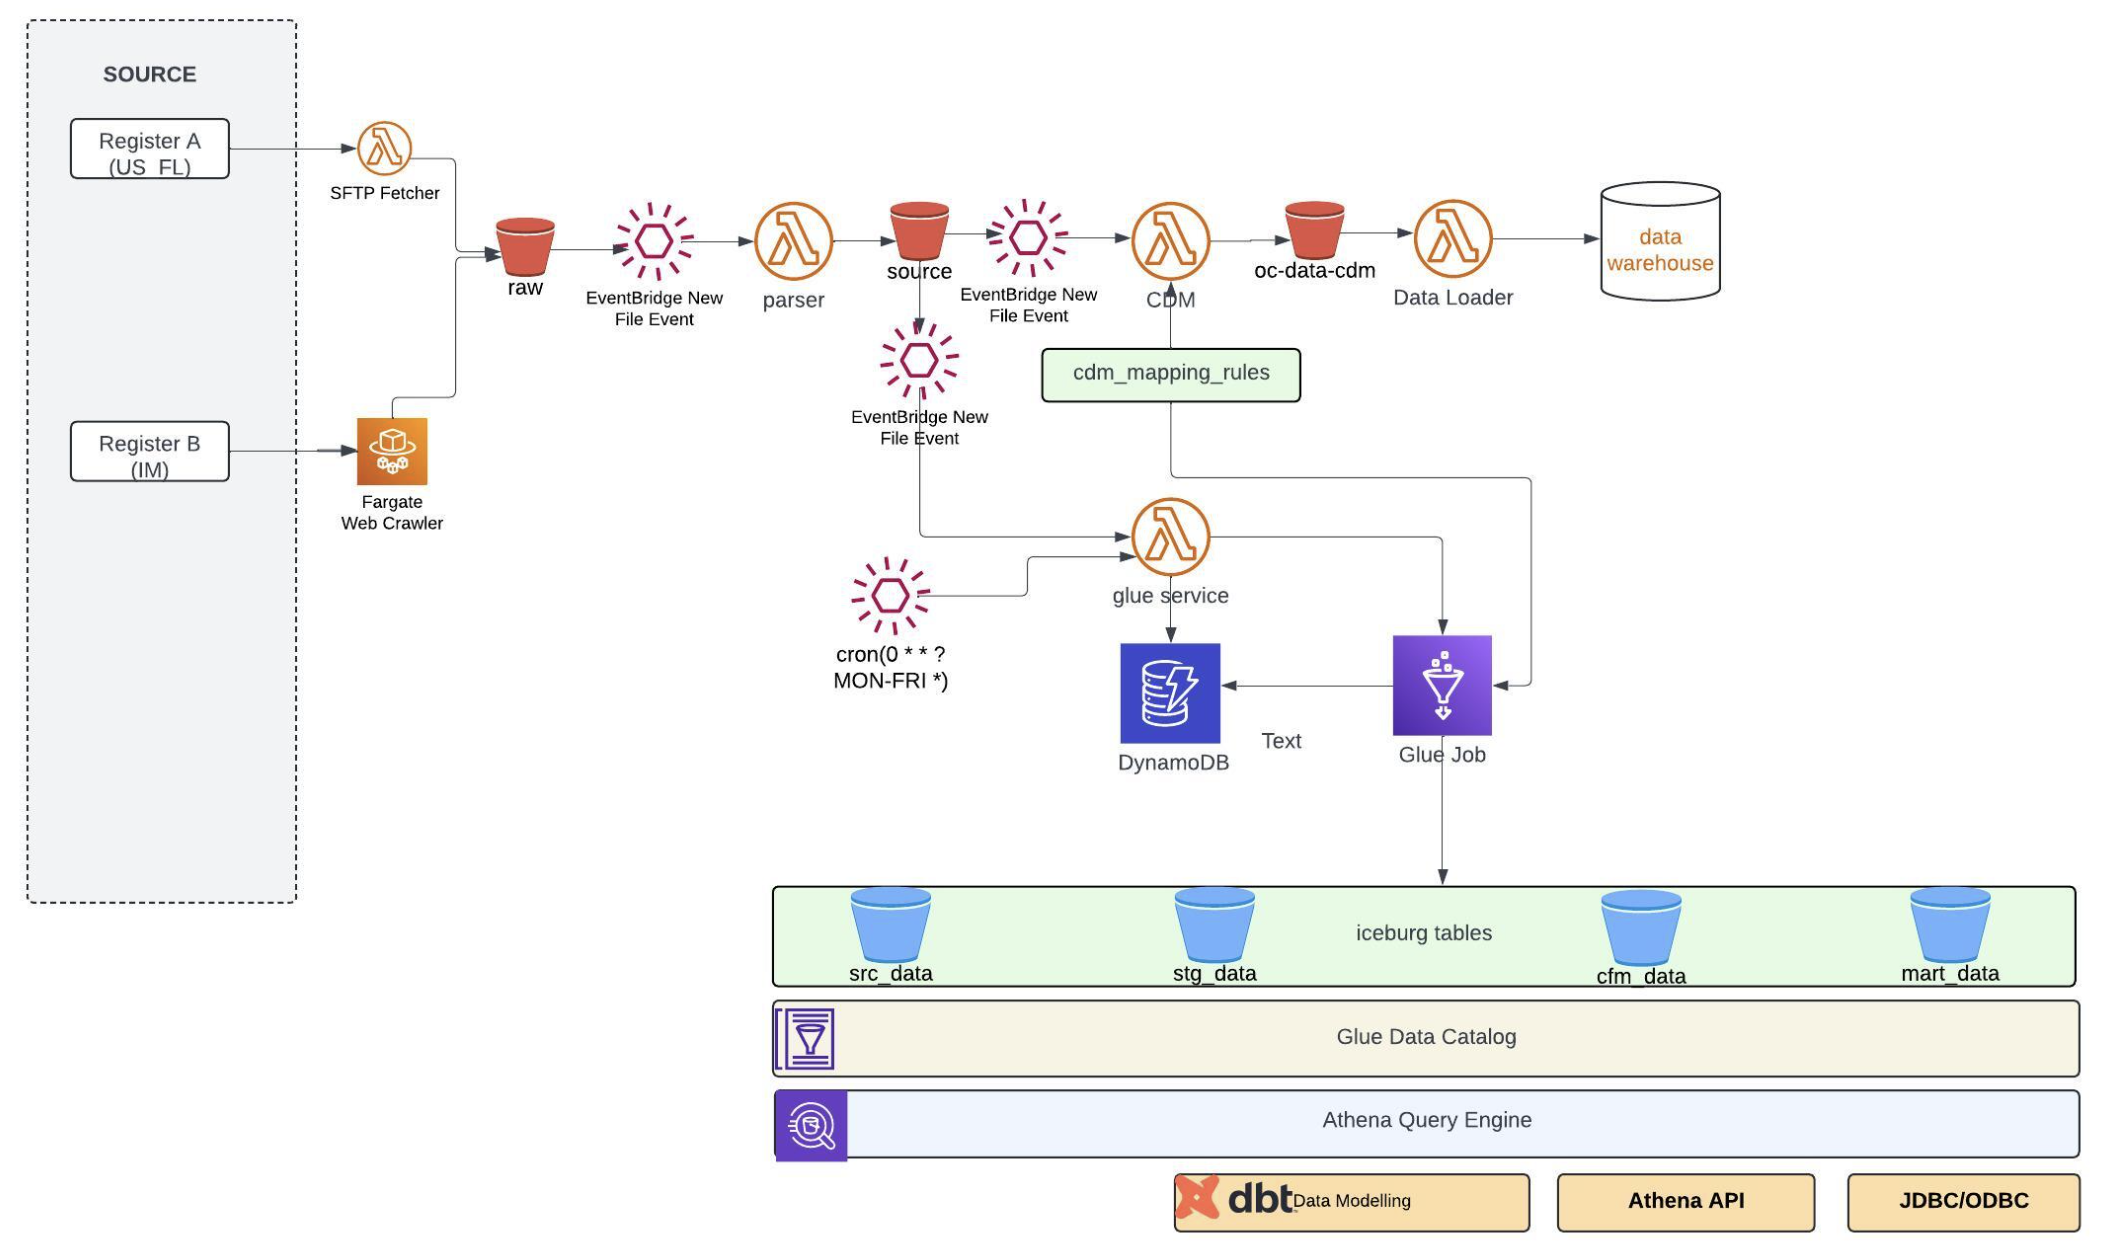 SOURCE
Register A
(US_FL)
SFTP Fetcher
raw
EventBridge New
File Event
parser
source
EventBridge New
File Event
CDM
oc-data-cdm
Data Loader
data
warehouse
cdm_mapping_rules
EventBridge New
File Event
Register B
(IM)
Fargate
Web Crawler
glue service
cron(0 * * ?
MON-FRI *)
DynamoDB
Text
Glue Job
iceburg tables
src_data
stg_data
cfm_data
mart_data
Glue Data Catalog
Athena Query Engine
dbt Data Modelling
Athena API
JDBC/ODBC